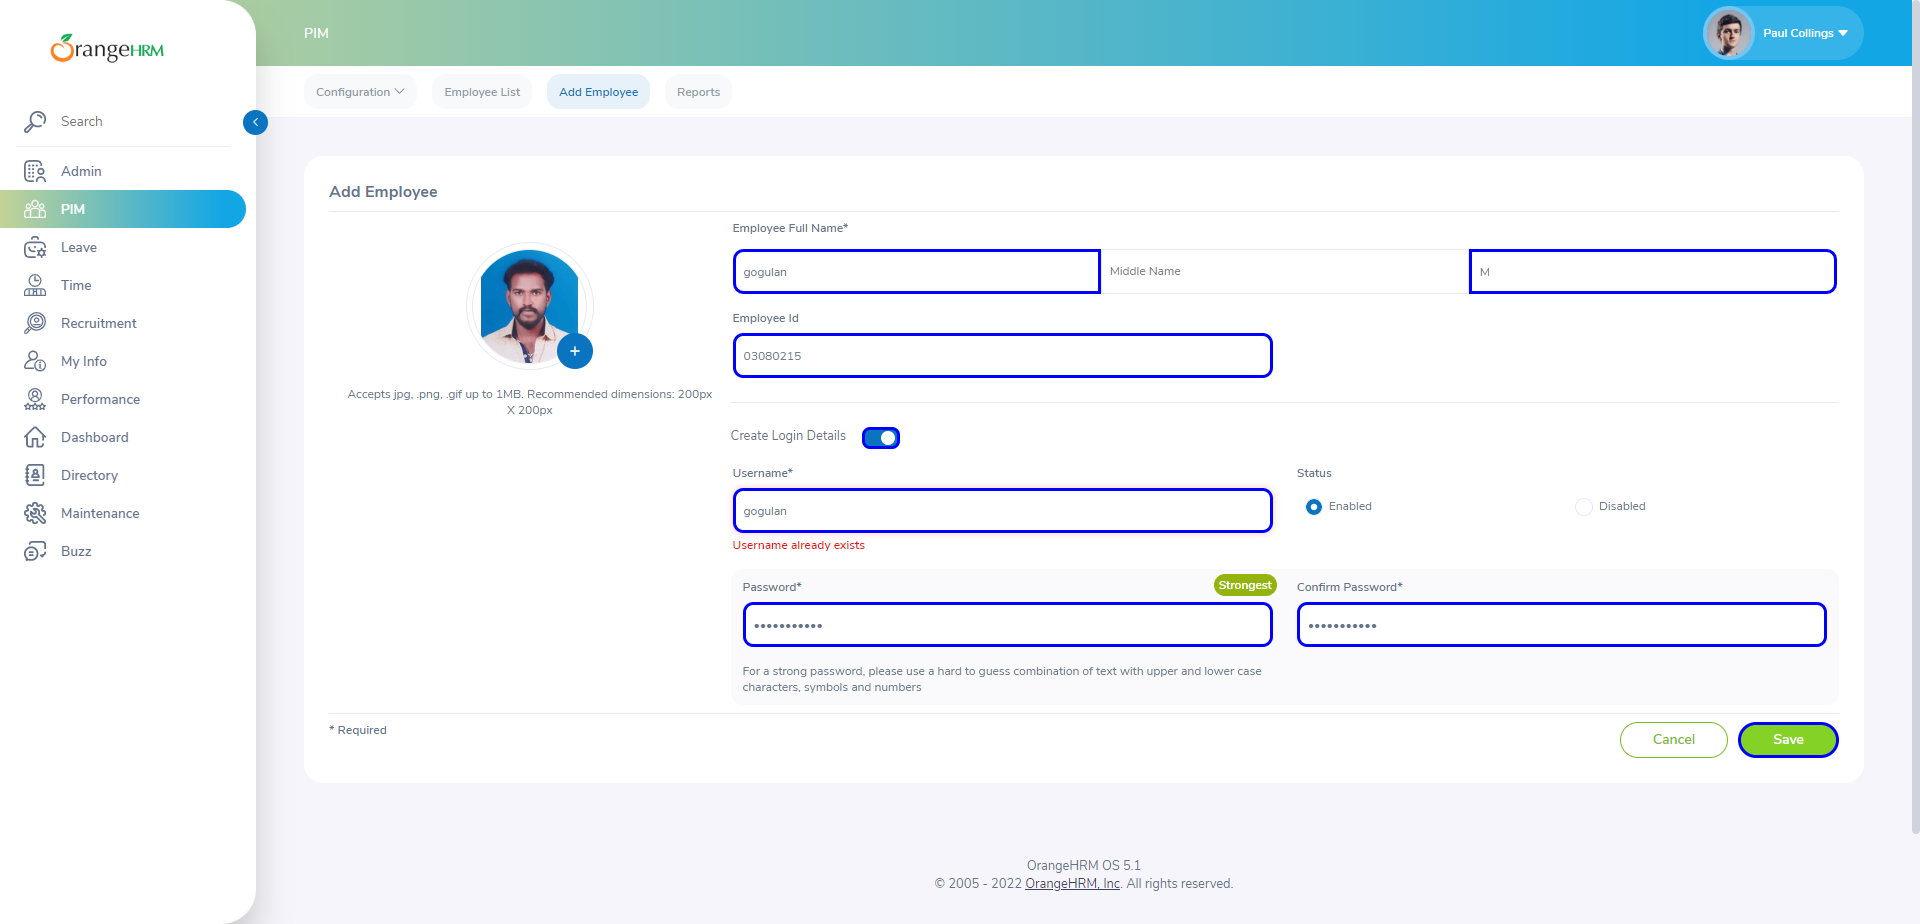 OrangeHRM
PIM
Paul Collings
Configuration
Employee List
Add Employee
Reports
Search
Admin
PIM
Leave
Time
Recruitment
My Info
Performance
Dashboard
Directory
Maintenance
Buzz
Add Employee
Employee Full Name*
gogulan
Middle Name
M
Employee Id
03080215
Accepts jpg, .png, .gif up to 1MB. Recommended dimensions: 200px
X 200px
Create Login Details
Username*
Status
gogulan
Enabled
Disabled
Username already exists
Password*
Strongest
Confirm Password*
•••••••••••
•••••••••••
For a strong password, please use a hard to guess combination of text with upper and lower case
characters, symbols and numbers
* Required
Cancel
Save
OrangeHRM OS 5.1
© 2005 - 2022 OrangeHRM, Inc. All rights reserved.